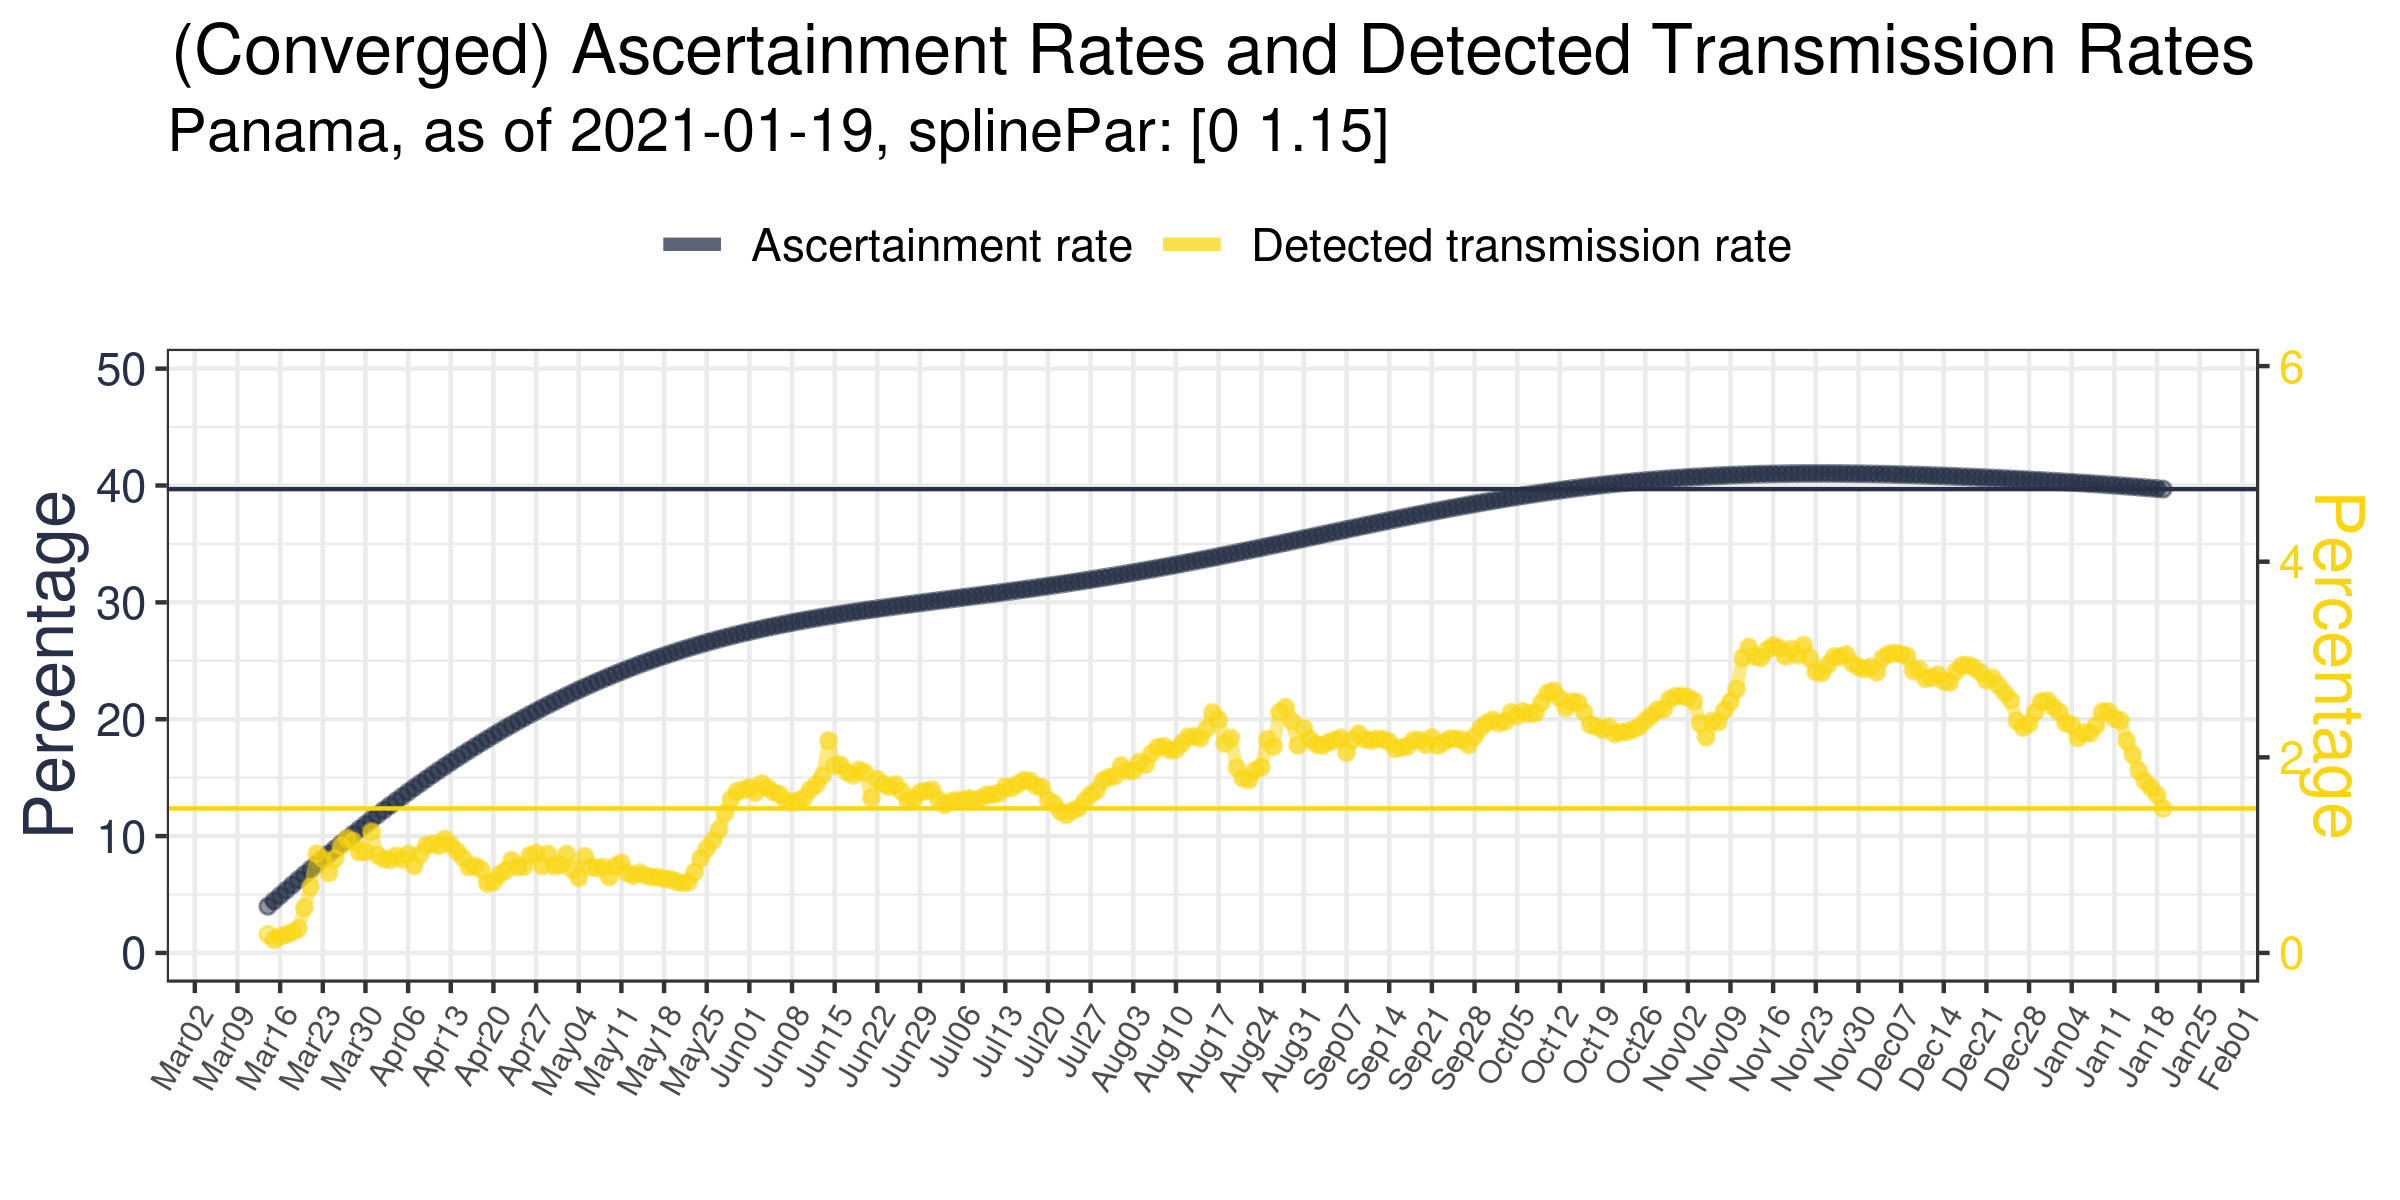 (Converged) Ascertainment Rates and Detected Transmission Rates
Panama, as of 2021-01-19, splinePar: [0 1.15]
Ascertainment rate
Detected transmission rate
Percentage
50
40
30
20
10
0
6
4
2
0
Percentage
Mar02
Mar09
Mar16
Mar23
Mar30
Apr06
Apr13
Apr20
Apr27
May04
May11
May18
May25
Jun01
Jun08
Jun15
Jun22
Jun29
Jul06
Jul13
Jul20
Jul27
Aug03
Aug10
Aug17
Aug24
Aug31
Sep07
Sep14
Sep21
Sep28
Oct05
Oct12
Oct19
Oct26
Nov02
Nov09
Nov16
Nov23
Nov30
Dec07
Dec14
Dec21
Dec28
Jan04
Jan11
Jan18
Jan25
Feb01